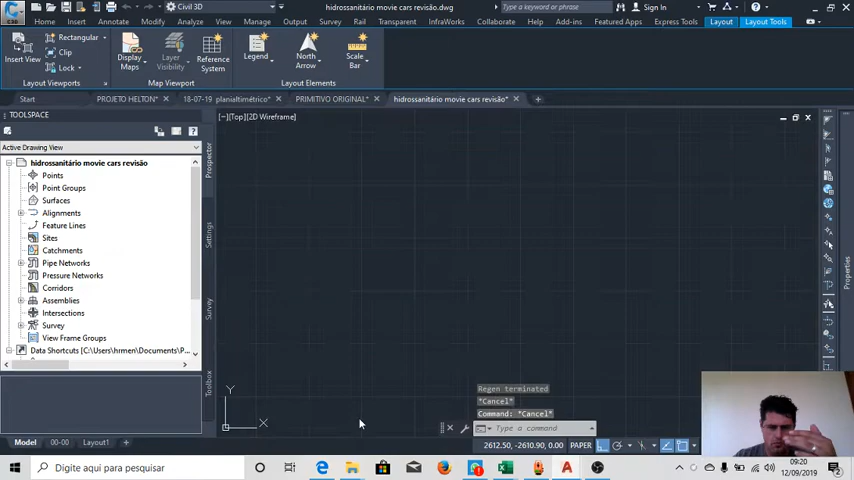 Civil 3D
hidrossanitário movie cars revisão.dwg
Type a keyword or phrase
Sign In
C3D
Home
Insert
Annotate
Modify
Analyze
View
Manage
Output
Survey
Rail
Transparent
InfraWorks
Collaborate
Help
Add-ins
Featured Apps
Express Tools
Layout
Layout Tools
Insert View
Rectangular
Clip
Lock
Display Maps
Layer Visibility
Reference System
Legend
North Arrow
Scale Bar
Layout Viewports
Map Viewport
Layout Elements
Start
PROJETO HELTON*
18-07-19 planialtimétrico*
PRIMITIVO ORIGINAL*
hidrossanitário movie cars revisão*
TOOLSPACE
Active Drawing View
hidrossanitário movie cars revisão
Points
Point Groups
Surfaces
Alignments
Feature Lines
Sites
Catchments
Pipe Networks
Pressure Networks
Corridors
Assemblies
Intersections
Survey
View Frame Groups
Data Shortcuts [C:\Users\hrmen\Documents\P...
Prospector
Settings
Survey
Toolbox
[−][Top][2D Wireframe]
Y
X
Properties
Regen terminated
*Cancel*
Command: *Cancel*
Type a command
Model
00-00
Layout1
2612.50, -2610.90, 0.00
PAPER
Digite aqui para pesquisar
09:20
12/09/2019